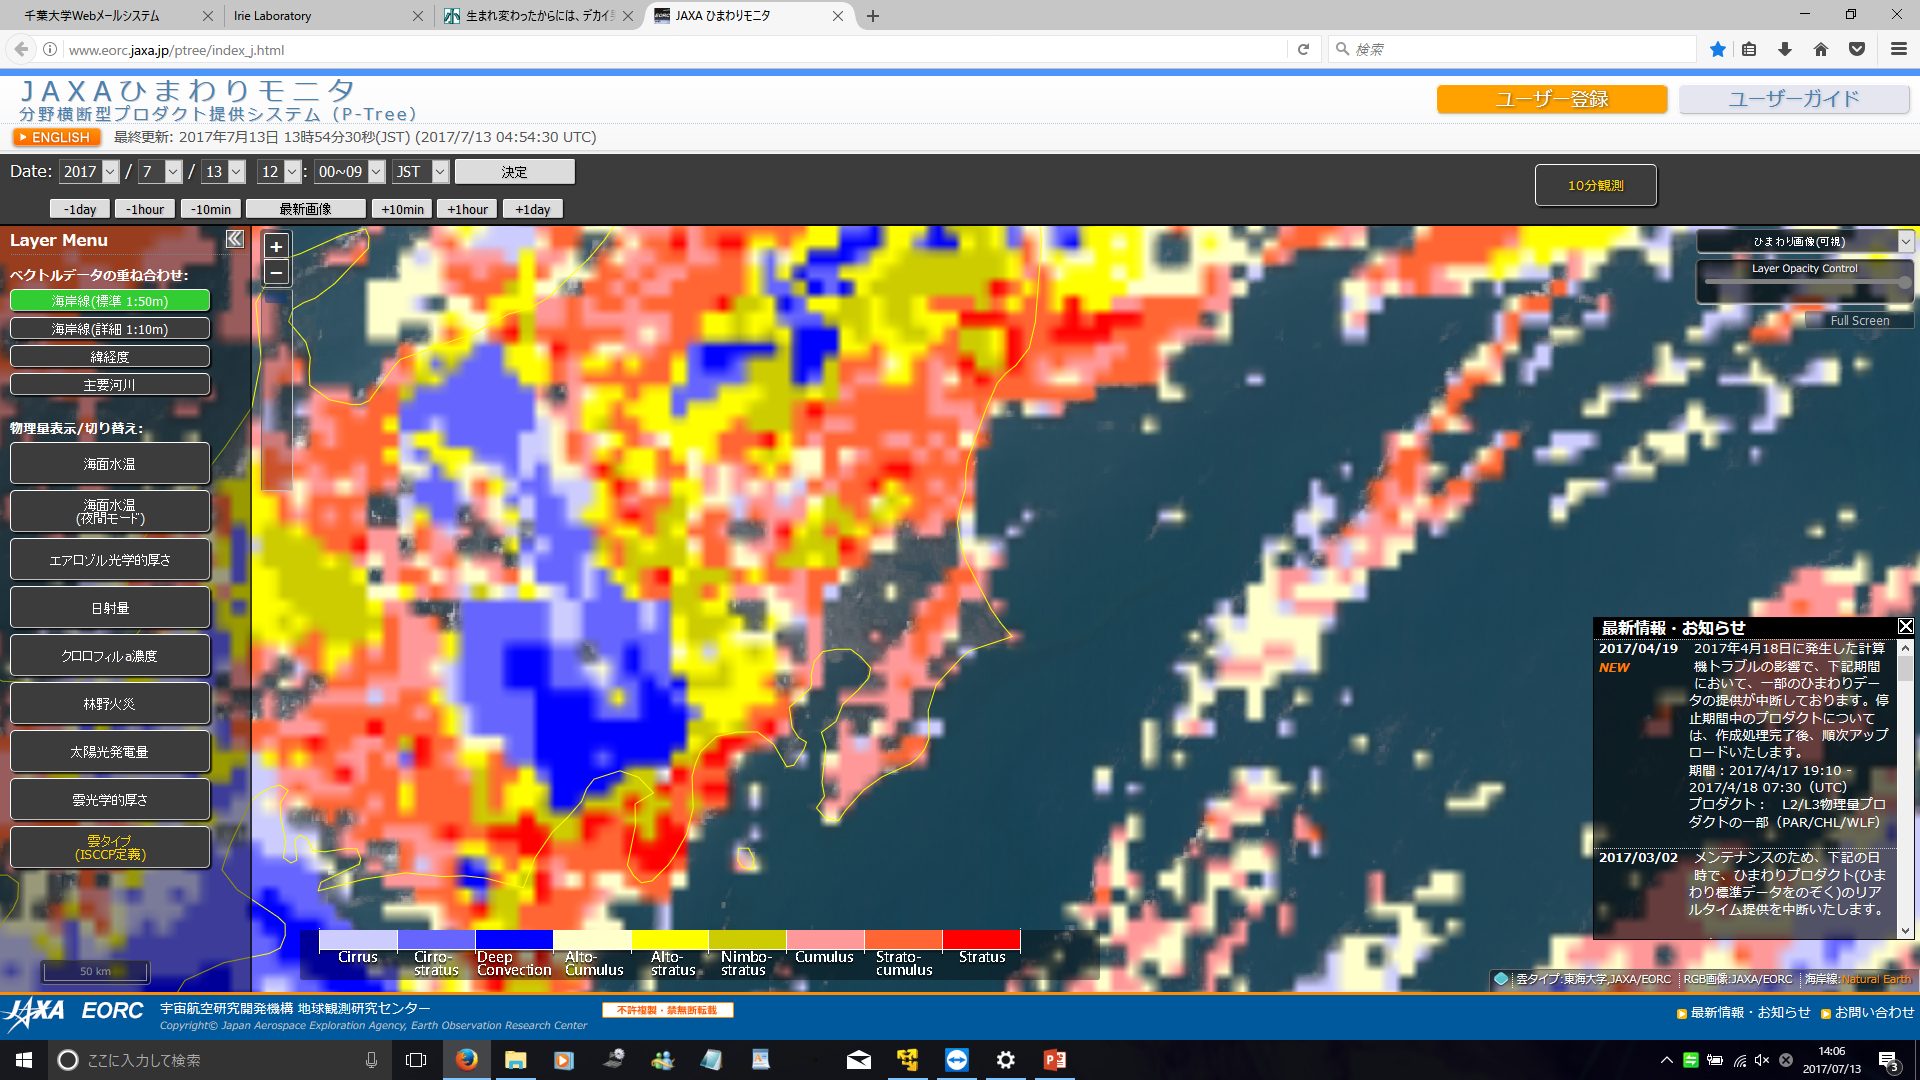 千葉大学Webメールシステム
Irie Laboratory
生まれ変わったからには、デカイ
JAXA ひまわりモニタ
www.eorc.jaxa.jp/ptree/index_j.html
検索
JAXAひまわりモニタ
分野横断型プロダクト提供システム（P-Tree）
ユーザー登録
ユーザーガイド
ENGLISH
最終更新: 2017年7月13日 13時54分30秒(JST) (2017/7/13 04:54:30 UTC)
Date: 2017 / 7 / 13 12 : 00~09 JST 決定
10分観測
-1day -1hour -10min 最新画像 +10min +1hour +1day
Layer Menu
ベクトルデータの重ね合わせ:
海岸線(標準 1:50m)
海岸線(詳細 1:10m)
緯経度
主要河川
物理量表示/切り替え:
海面水温
海面水温
(夜間モード)
エアロゾル光学的厚さ
日射量
クロロフィルa濃度
林野火災
太陽光発電量
雲光学的厚さ
雲タイプ
(ISCCP定義)
50 km
+
−
ひまわり画像(可視)
Layer Opacity Control
Full Screen
最新情報・お知らせ
2017/04/19 2017年4月18日に発生した計算
NEW 機トラブルの影響で、下記期間
において、一部のひまわりデー
タの提供が中断しております。停
止期間中のプロダクトについて
は、作成処理完了後、順次アップ
ロードいたします。
期間：2017/4/17 19:10 -
2017/4/18 07:30（UTC）
プロダクト： L2/L3物理量プロ
ダクトの一部（PAR/CHL/WLF）
2017/03/02 メンテナンスのため、下記の日
時で、ひまわりプロダクト(ひま
わり標準データをのぞく)のリア
ルタイム提供を中断いたします。
Cirrus
Cirro-
stratus
Deep
Convection
Alto-
Cumulus
Alto-
stratus
Nimbo-
stratus
Cumulus
Strato-
cumulus
Stratus
雲タイプ:東海大学,JAXA/EORC RGB画像:JAXA/EORC 海岸線:Natural Earth
JAXA EORC
宇宙航空研究開発機構 地球観測研究センター
不許複製・禁無断転載
Copyright© Japan Aerospace Exploration Agency, Earth Observation Research Center
最新情報・お知らせ お問い合わせ
ここに入力して検索
14:06
2017/07/13
3